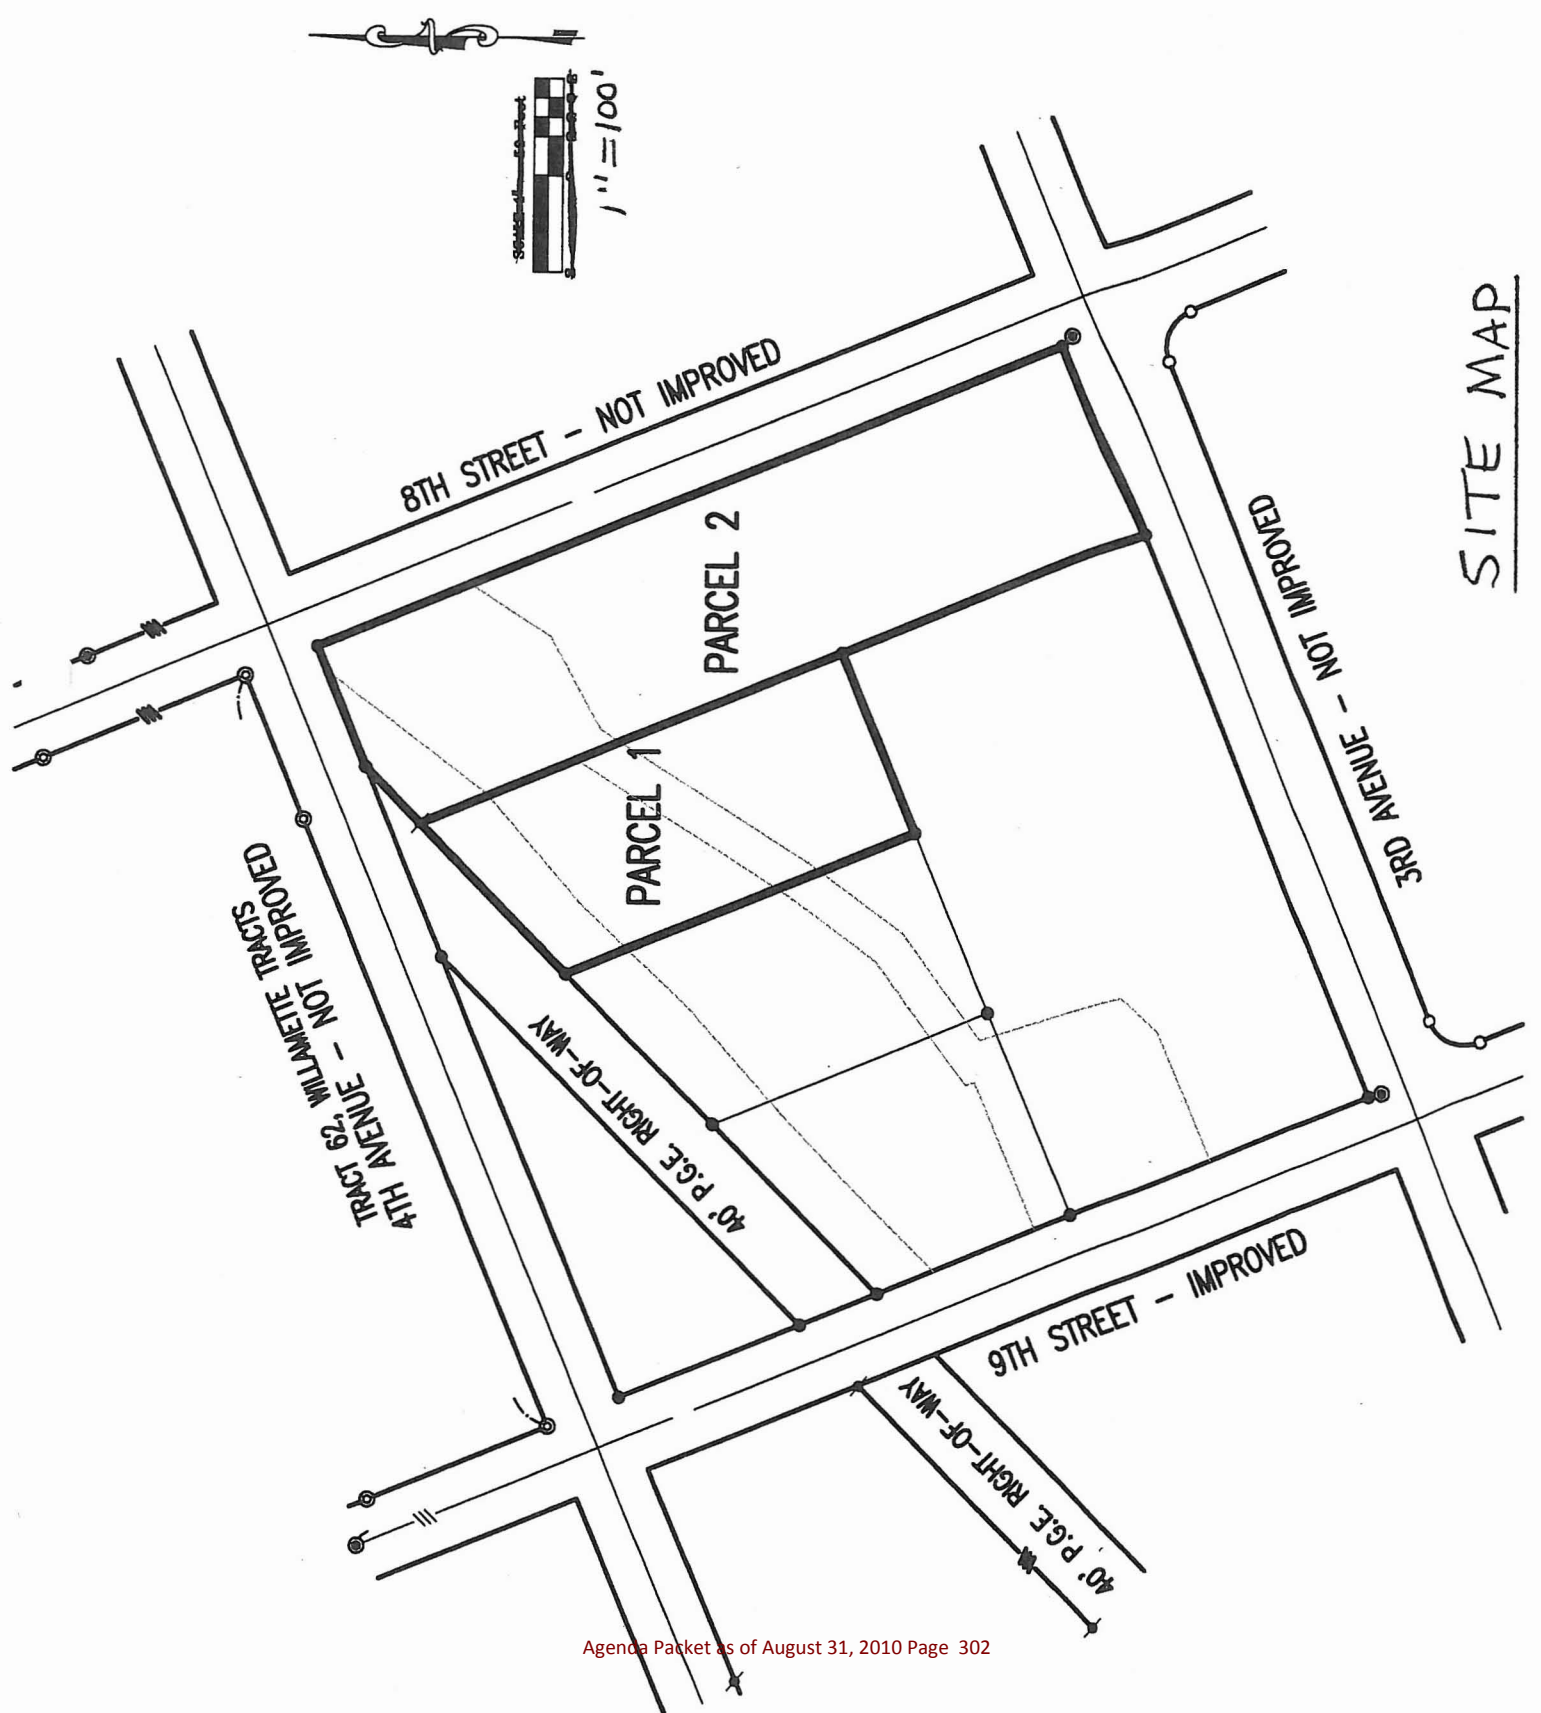 1"=100'
SITE MAP
8TH STREET – NOT IMPROVED
PARCEL 2
PARCEL 1
3RD AVENUE – NOT IMPROVED
TRACT 62, WILLAMETTE TRACTS
4TH AVENUE – NOT IMPROVED
40' P.G.E. RIGHT-OF-WAY
9TH STREET – IMPROVED
40' P.G.E. RIGHT-OF-WAY
Agenda Packet as of August 31, 2010 Page 302